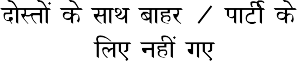 दोस्तों के साथ बाहर / पार्टी के
लिए नहीं गए